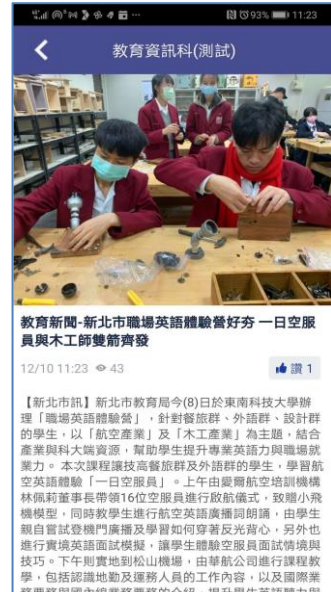 93% 11:23
教育資訊科(測試)
教育新聞-新北市職場英語體驗營好夯 一日空服
員與木工師雙箭齊發
12/10 11:23 43
讚 1
【新北市訊】新北市教育局今(8)日於東南科技大學辦
理「職場英語體驗營」,針對餐旅群、外語群、設計群
的學生,以「航空產業」及「木工產業」為主題,結合
產業與科大端資源,幫助學生提升專業英語力與職場就
業力。 本次課程讓技高餐旅群及外語群的學生,學習航
空英語體驗「一日空服員」。上午由愛爾航空培訓機構
林佩莉董事長帶領16位空服員進行啟航儀式,致贈小飛
機模型,同時教學生進行航空英語廣播詞朗誦,由學生
親自嘗試登機門廣播及學習如何穿著反光背心,另外也
進行實境英語面試模擬,讓學生體驗空服員面試情境與
技巧。下午則實地到松山機場,由華航公司進行課程教
學,包括認識地勤及運務人員的工作內容,以及國際業